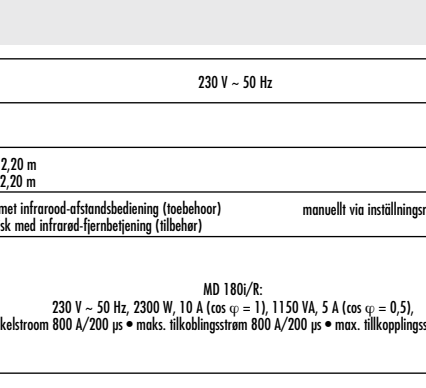 230 V ~ 50 Hz
2,20 m
2,20 m
met infrarood-afstandsbediening (toebehoor) manuellt via inställningsr
sk med infrarød-fjernbetjening (tilbehør)
MD 180i/R:
230 V ~ 50 Hz, 2300 W, 10 A (cos φ = 1), 1150 VA, 5 A (cos φ = 0,5),
kelstroom 800 A/200 µs • maks. tilkoblingsstrøm 800 A/200 µs • max. tillkopplingss